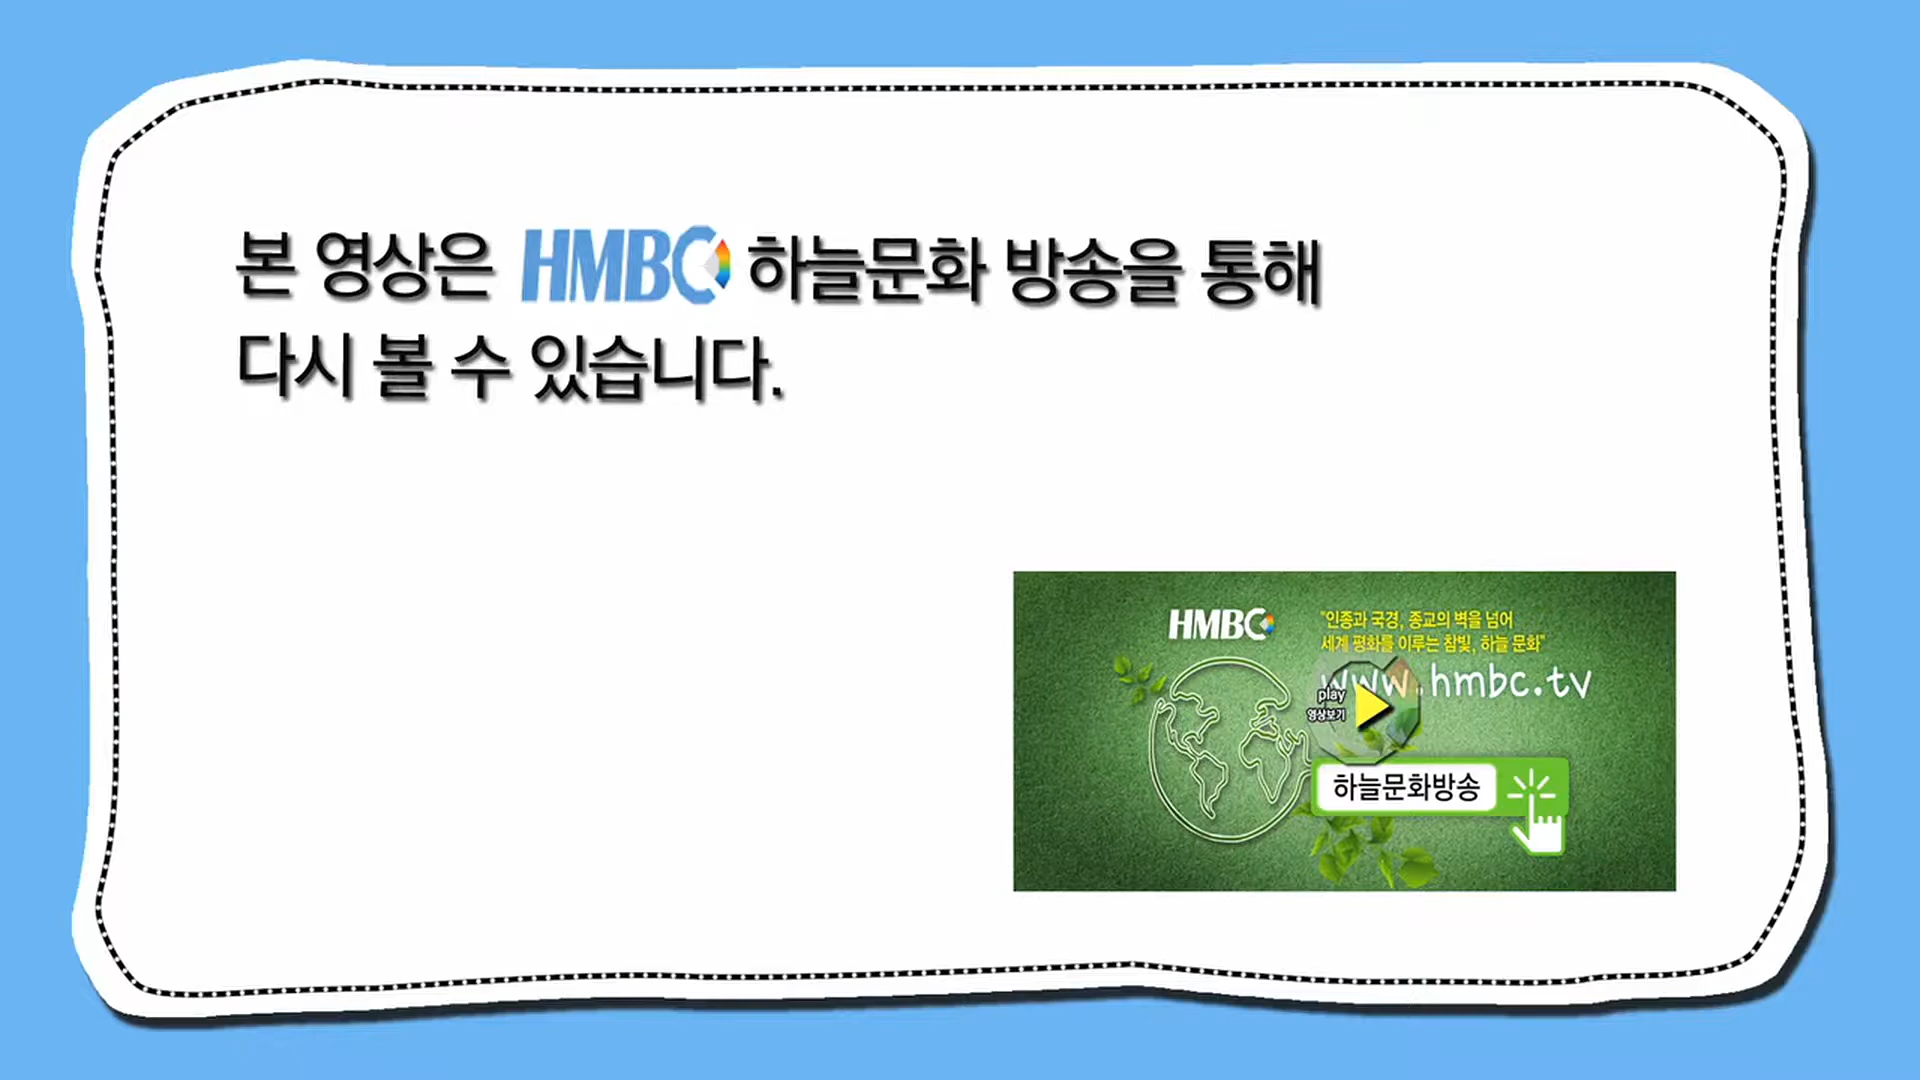 본 영상은 HMBC 하늘문화 방송을 통해
다시 볼 수 있습니다.
HMBC
"인종과 국경, 종교의 벽을 넘어
세계 평화를 이루는 참빛, 하늘 문화"
www.hmbc.tv
play
영상보기
하늘문화방송